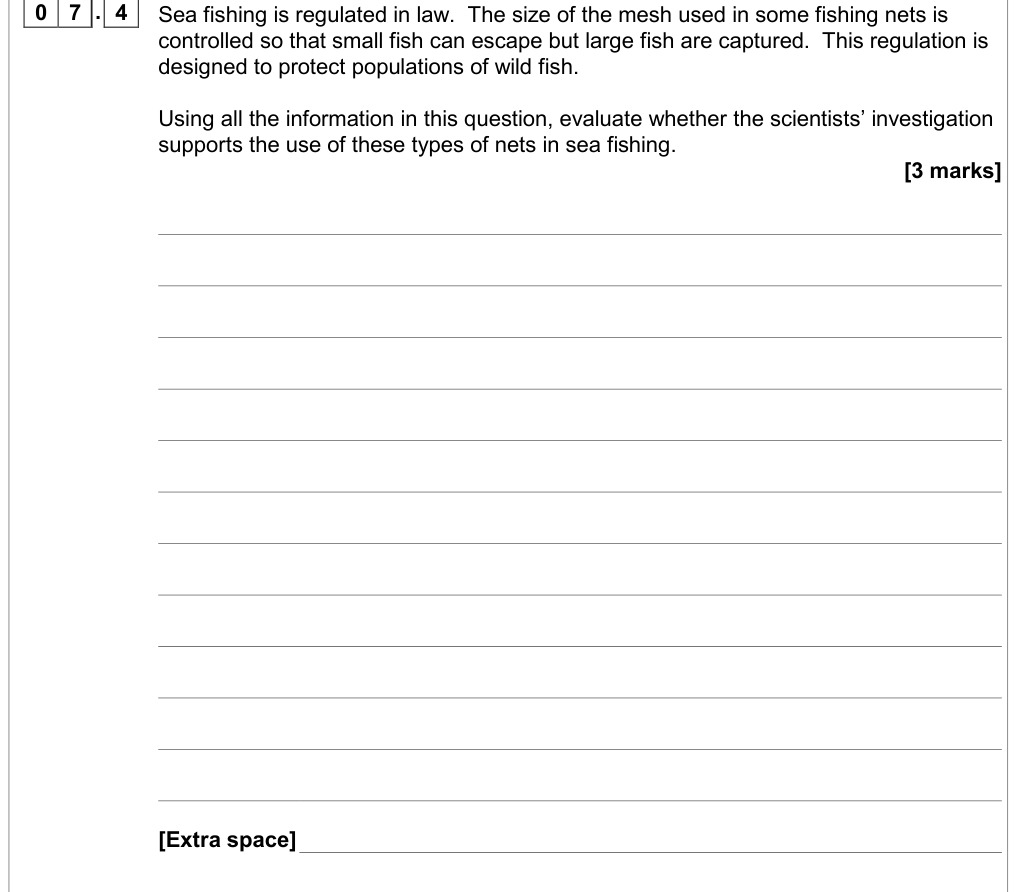 0 7 . 4 Sea fishing is regulated in law. The size of the mesh used in some fishing nets is
controlled so that small fish can escape but large fish are captured. This regulation is
designed to protect populations of wild fish.
Using all the information in this question, evaluate whether the scientists’ investigation
supports the use of these types of nets in sea fishing.
[3 marks]
[Extra space]